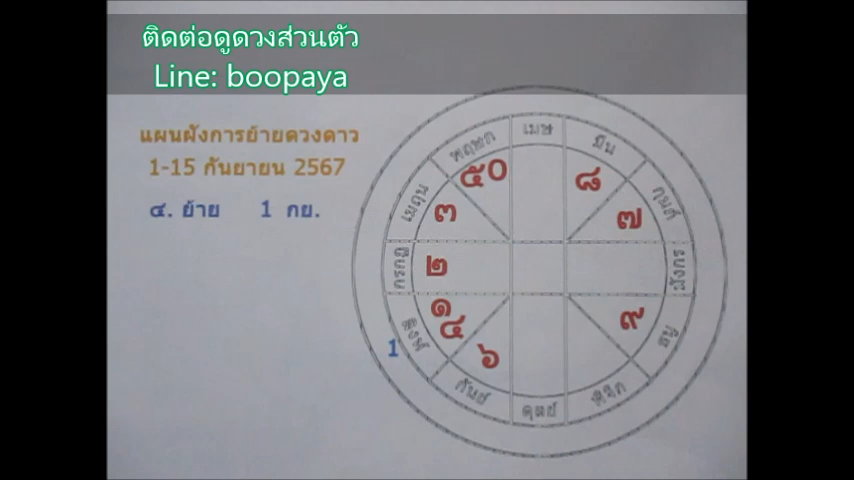 ติดต่อดูดวงส่วนตัว
Line: boopaya
แผนผังการย้ายดวงดาว
1-15 กันยายน 2567
๔. ย้าย 1 กย.
เมษ
พฤษภ
มีน
๕๐
๘
เมถุน
กุมภ์
๓
๗
กรกฎ
๒
มังกร
๑
๔
๙
สิงห์
ธนู
1
๖
กันย์
ตุลย์
พิจิก